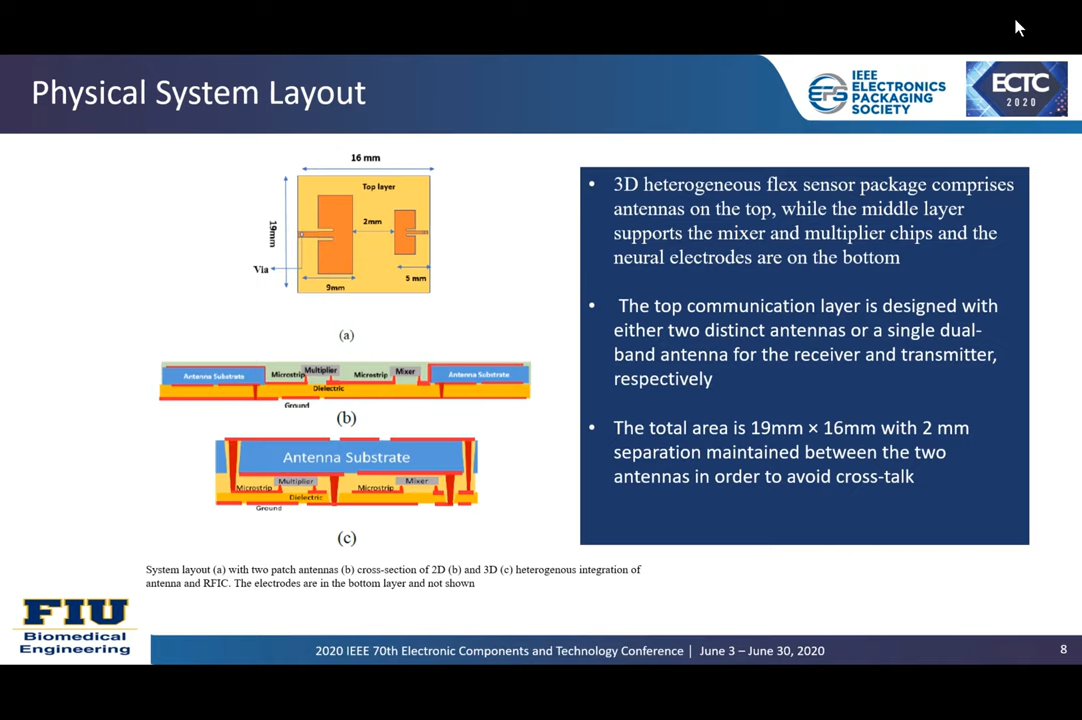 Physical System Layout
IEEE
ELECTRONICS
PACKAGING
SOCIETY
EPS
ECTC
2020
16 mm
Top layer
19mm
2mm
Via
5 mm
9mm
(a)
Antenna Substrate
Microstrip
Multiplier
Microstrip
Mixer
Antenna Substrate
Dielectric
Ground
(b)
Antenna Substrate
Microstrip
Multiplier
Microstrip
Mixer
Dielectric
Ground
(c)
System layout (a) with two patch antennas (b) cross-section of 2D (b) and 3D (c) heterogenous integration of
antenna and RFIC. The electrodes are in the bottom layer and not shown
• 3D heterogeneous flex sensor package comprises
antennas on the top, while the middle layer
supports the mixer and multiplier chips and the
neural electrodes are on the bottom
• The top communication layer is designed with
either two distinct antennas or a single dual-
band antenna for the receiver and transmitter,
respectively
• The total area is 19mm × 16mm with 2 mm
separation maintained between the two
antennas in order to avoid cross-talk
FIU
Biomedical
Engineering
2020 IEEE 70th Electronic Components and Technology Conference | June 3 – June 30, 2020
8